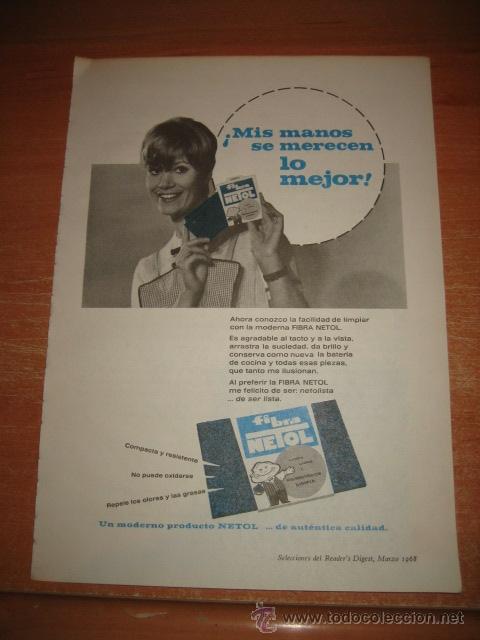 ¡Mis manos
se merecen
lo
mejor!
fibra
NETOL
Ahora conozco la facilidad de limpiar
con la moderna FIBRA NETOL.
Es agradable al tacto y a la vista,
arrastra la suciedad, da brillo y
conserva como nueva la batería
de cocina y todas esas piezas,
que tanto me ilusionan.
Al preferir la FIBRA NETOL
me felicito de ser: netolista
... de ser lista.
fibra
NETOL
Compacta y resistente
No puede oxidarse
Repele los olores y las grasas
Un moderno producto NETOL ... de auténtica calidad.
Selecciones del Reader's Digest, Marzo 1968
todocoleccion
www.todocoleccion.net